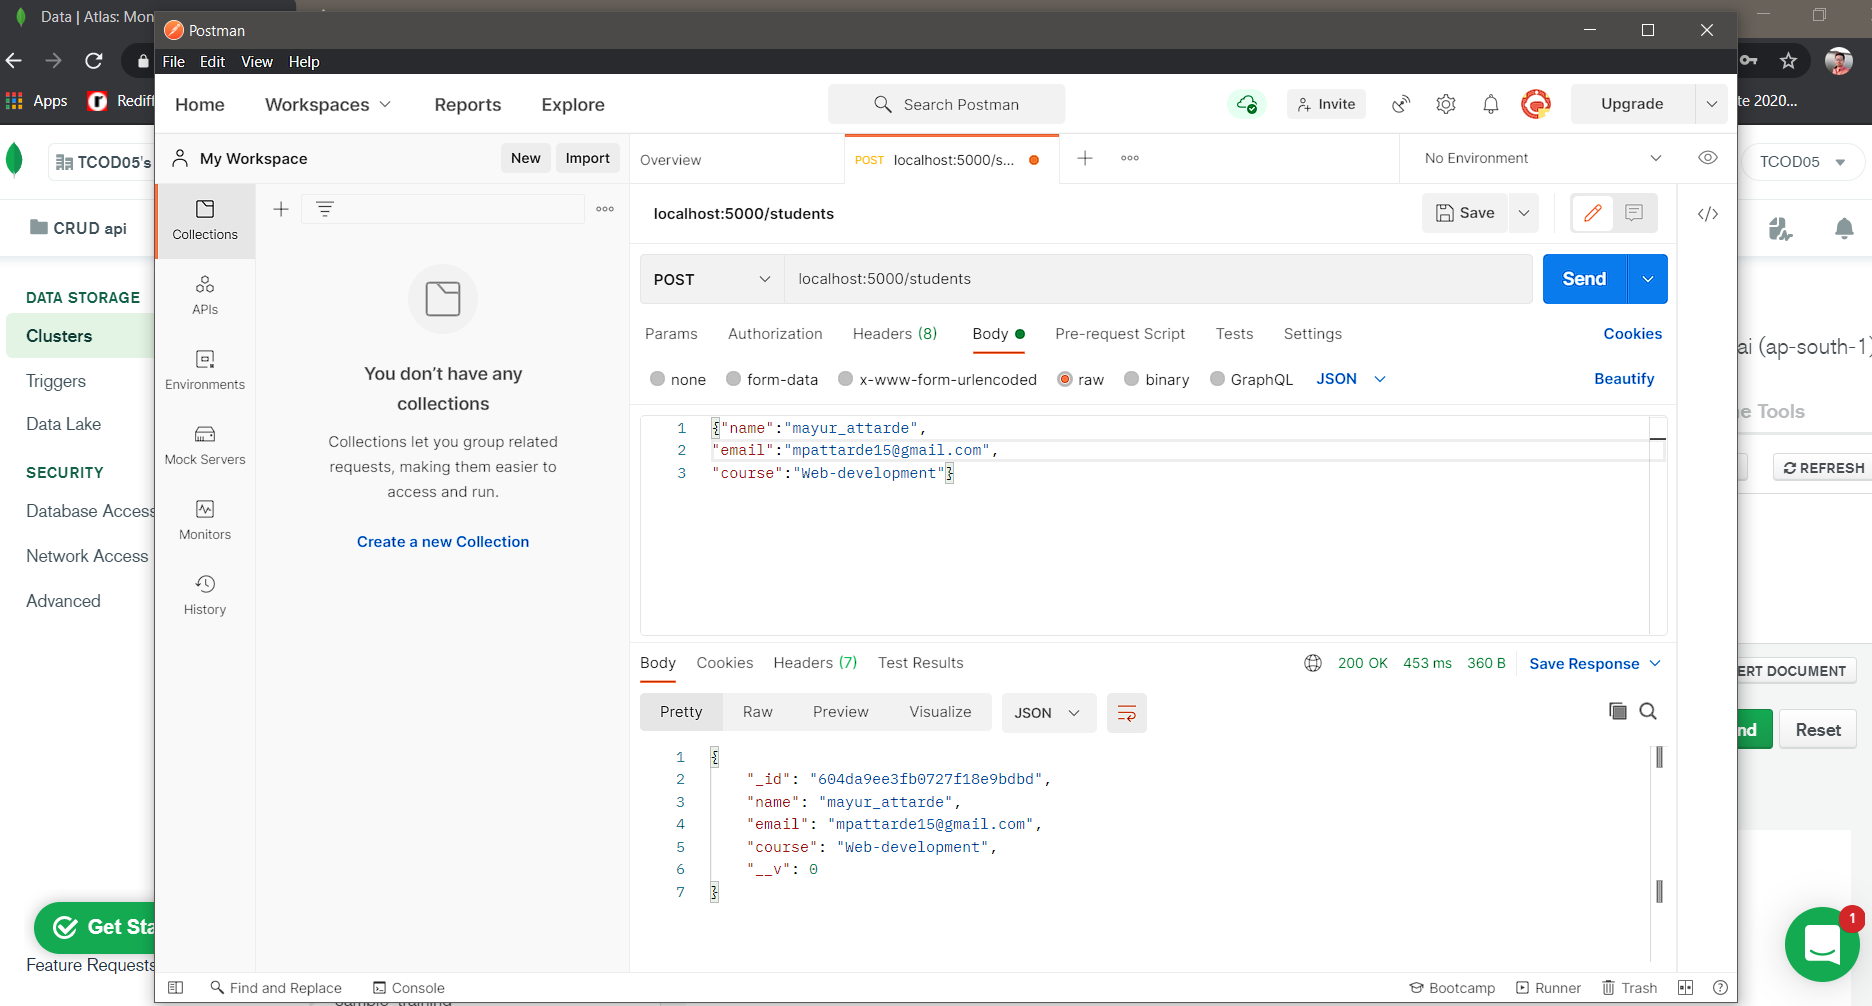 Data | Atlas: Mon
Postman
File Edit View Help
Apps
Rediff
te 2020...
Home Workspaces Reports Explore
Search Postman
Invite
Upgrade
TCOD05's
My Workspace
New
Import
Overview
POST localhost:5000/s...
No Environment
TCOD05
CRUD api
Collections
APIs
Environments
Mock Servers
Monitors
History
localhost:5000/students
Save
POST
localhost:5000/students
Send
Params Authorization Headers (8) Body Pre-request Script Tests Settings
Cookies
none form-data x-www-form-urlencoded raw binary GraphQL JSON
Beautify
1 {"name":"mayur_attarde",
2 "email":"mpattarde15@gmail.com",
3 "course":"Web-development"}
You don't have any
collections
Collections let you group related
requests, making them easier to
access and run.
Create a new Collection
DATA STORAGE
Clusters
Triggers
Data Lake
SECURITY
Database Access
Network Access
Advanced
Get Sta
Feature Requests
ai (ap-south-1)
e Tools
REFRESH
ERT DOCUMENT
nd
Reset
1
Body Cookies Headers (7) Test Results
200 OK 453 ms 360 B Save Response
Pretty Raw Preview Visualize JSON
1 {
2 "_id": "604da9ee3fb0727f18e9bdbd",
3 "name": "mayur_attarde",
4 "email": "mpattarde15@gmail.com",
5 "course": "Web-development",
6 "__v": 0
7 }
Find and Replace Console
Bootcamp Runner Trash
sample_training